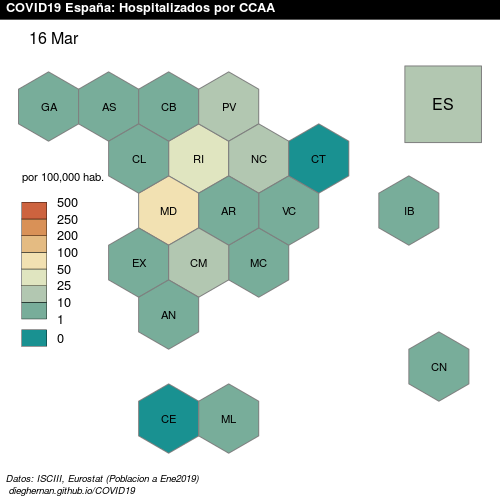 COVID19 España: Hospitalizados por CCAA
16 Mar
GA AS CB PV ES
CL RI NC CT
por 100,000 hab.
MD AR VC IB
500
250
200
100
50
25
10
1
0
EX CM MC
AN
CN
CE ML
Datos: ISCIII, Eurostat (Poblacion a Ene2019)
dieghernan.github.io/COVID19